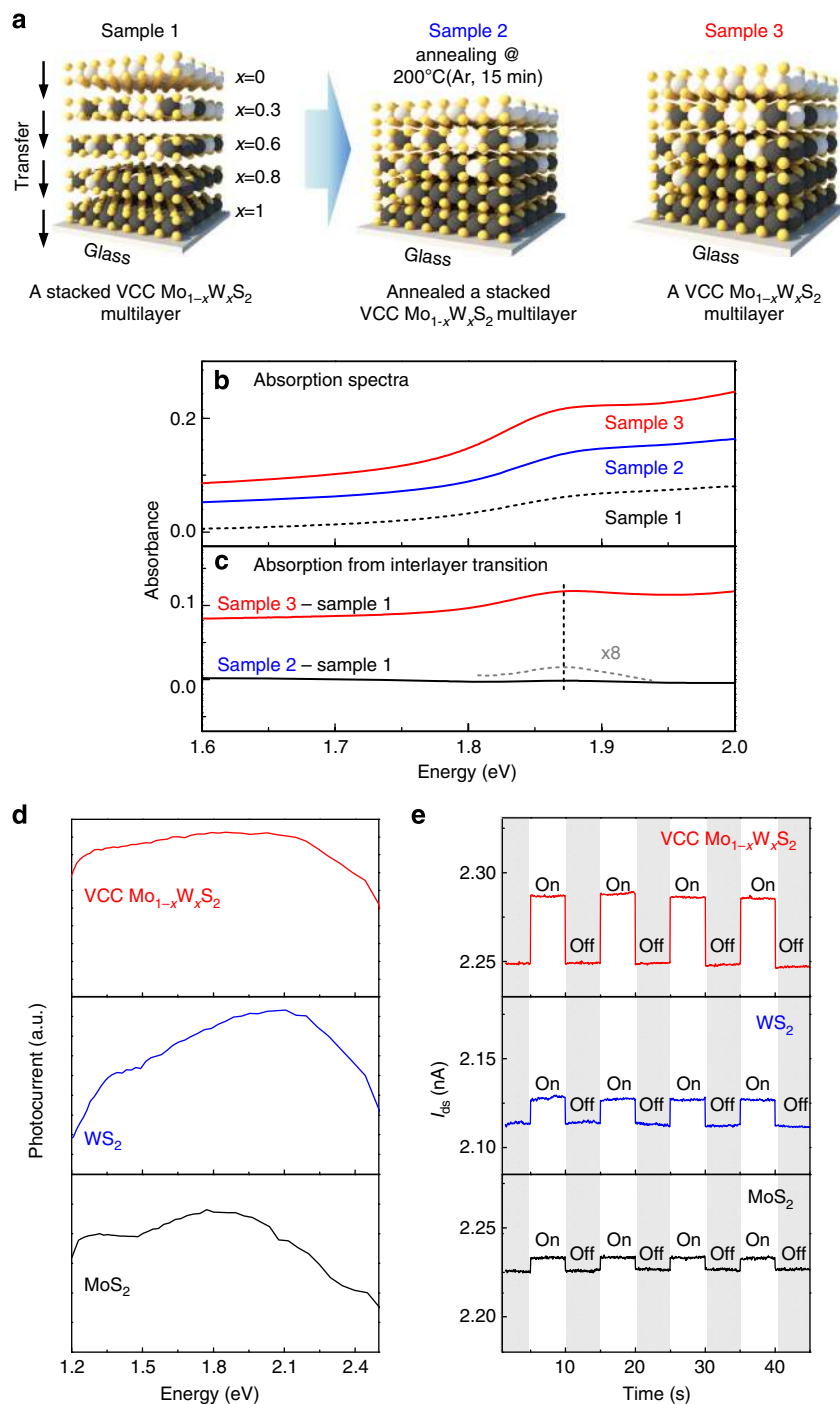 a
Sample 1
Sample 2
Sample 3
annealing @
200°C(Ar, 15 min)
x=0
x=0.3
x=0.6
x=0.8
x=1
Transfer
Glass
Glass
Glass
A stacked VCC Mo1–xWxS2
multilayer
Annealed a stacked
VCC Mo1-xWxS2 multilayer
A VCC Mo1–xWxS2
multilayer
b Absorption spectra
0.2
Sample 3
Sample 2
Sample 1
0.0
c Absorption from interlayer transition
0.1
Sample 3 – sample 1
Sample 2 – sample 1
x8
0.0
Absorbance
1.6 1.7 1.8 1.9 2.0
Energy (eV)
d
VCC Mo1–xWxS2
WS2
MoS2
Photocurrent (a.u.)
1.2 1.5 1.8 2.1 2.4
Energy (eV)
e
VCC Mo1–xWxS2
2.30
On On On On
Off Off Off Off
2.25
WS2
2.15
On On On On
Off Off Off Off
2.10
Ids (nA)
MoS2
2.25
On On On On
Off Off Off Off
2.20
10 20 30 40
Time (s)